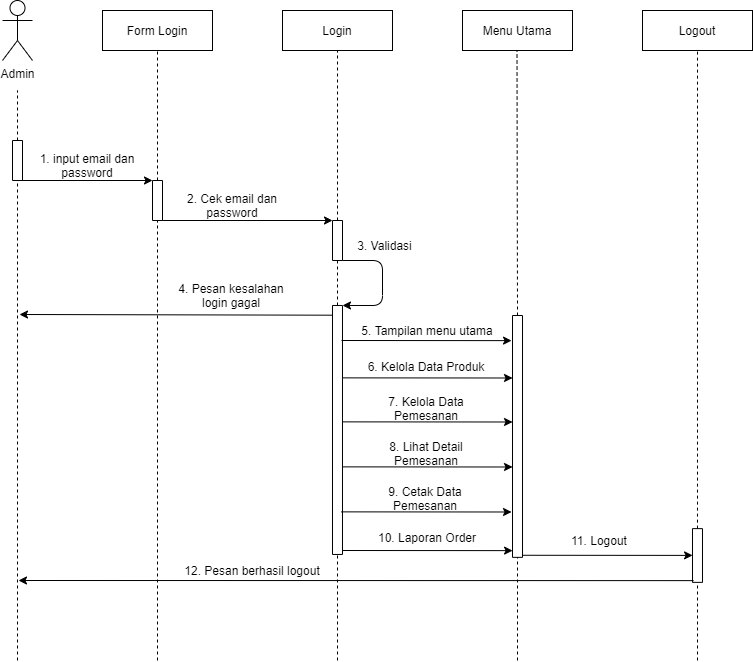 Admin
Form Login
Login
Menu Utama
Logout
1. input email dan
password
2. Cek email dan
password
3. Validasi
4. Pesan kesalahan
login gagal
5. Tampilan menu utama
6. Kelola Data Produk
7. Kelola Data
Pemesanan
8. Lihat Detail
Pemesanan
9. Cetak Data
Pemesanan
10. Laporan Order
11. Logout
12. Pesan berhasil logout